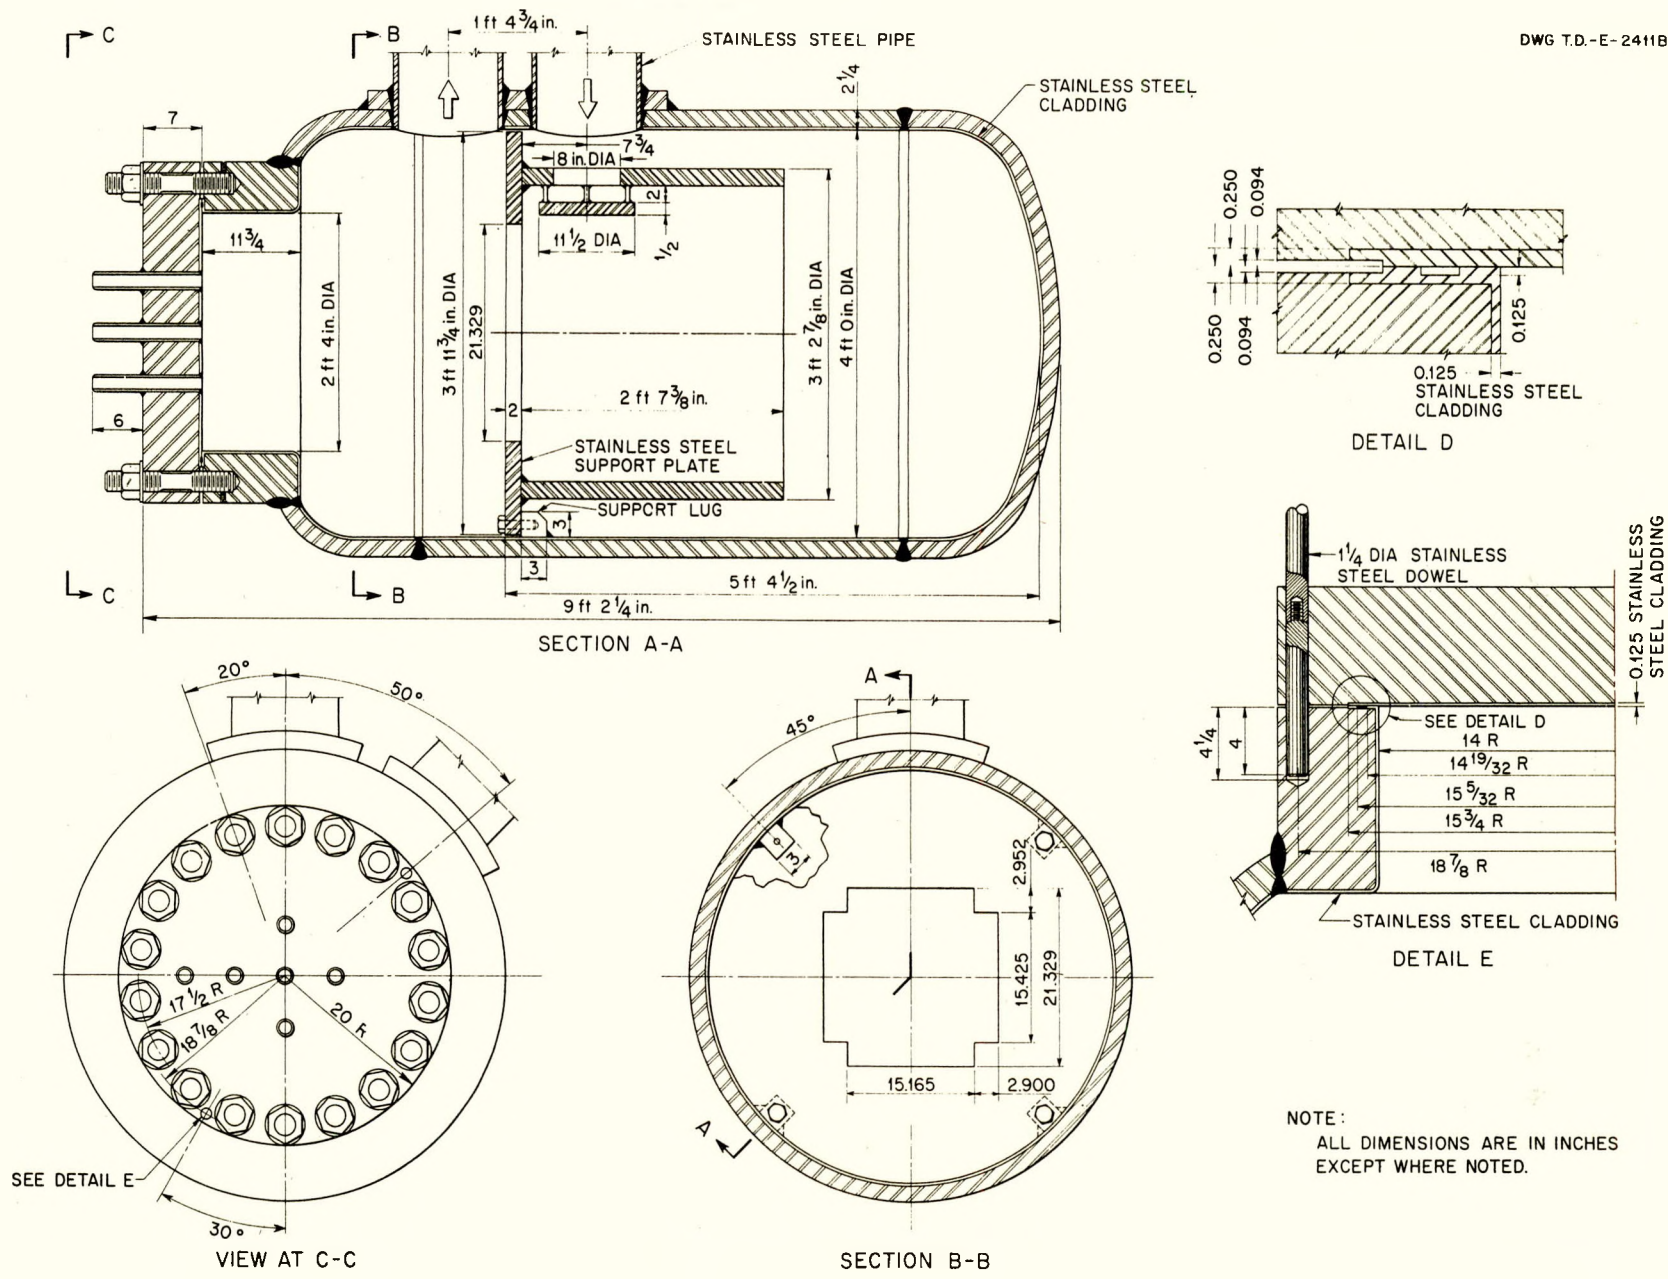 DWG T.D.-E-2411B
C
B
1 ft 4 3/4 in.
STAINLESS STEEL PIPE
2 1/4
STAINLESS STEEL
CLADDING
7
7 3/4
8 in. DIA
2
11 1/2 DIA
1/2
11 3/4
2 ft 4 in. DIA
3 ft 11 3/4 in. DIA
21.329
3 ft 2 7/8 in. DIA
4 ft 0 in. DIA
2
2 ft 7 3/8 in.
6
STAINLESS STEEL
SUPPORT PLATE
SUPPORT LUG
3
3
5 ft 4 1/2 in.
C
B
9 ft 2 1/4 in.
SECTION A-A
0.250
0.094
0.250
0.094
0.125
0.125
STAINLESS STEEL
CLADDING
DETAIL D
1 1/4 DIA STAINLESS
STEEL DOWEL
0.125 STAINLESS
STEEL CLADDING
SEE DETAIL D
4 1/4
4
14 R
14 19/32 R
15 5/32 R
15 3/4 R
18 7/8 R
STAINLESS STEEL CLADDING
DETAIL E
20°
50°
17 1/2 R
18 7/8 R
20 R
SEE DETAIL E
30°
VIEW AT C-C
A
45°
3
2.952
15.425
21.329
15.165
2.900
A
SECTION B-B
NOTE:
ALL DIMENSIONS ARE IN INCHES
EXCEPT WHERE NOTED.